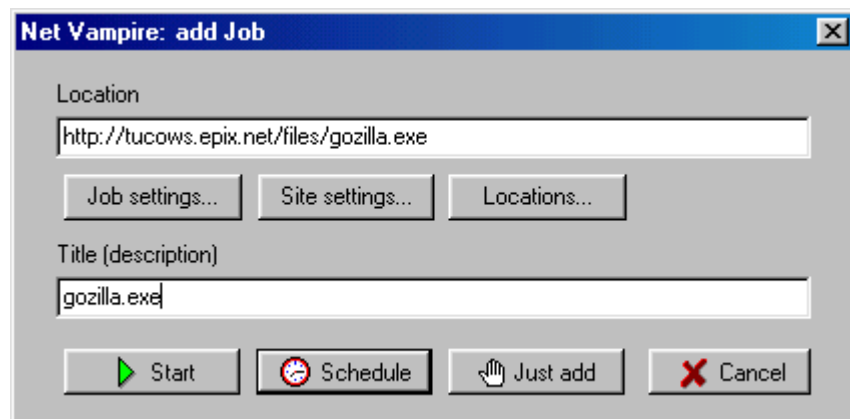 Net Vampire: add Job
Location
http://tucows.epix.net/files/gozilla.exe
Job settings... Site settings... Locations...
Title (description)
gozilla.exe
Start Schedule Just add Cancel